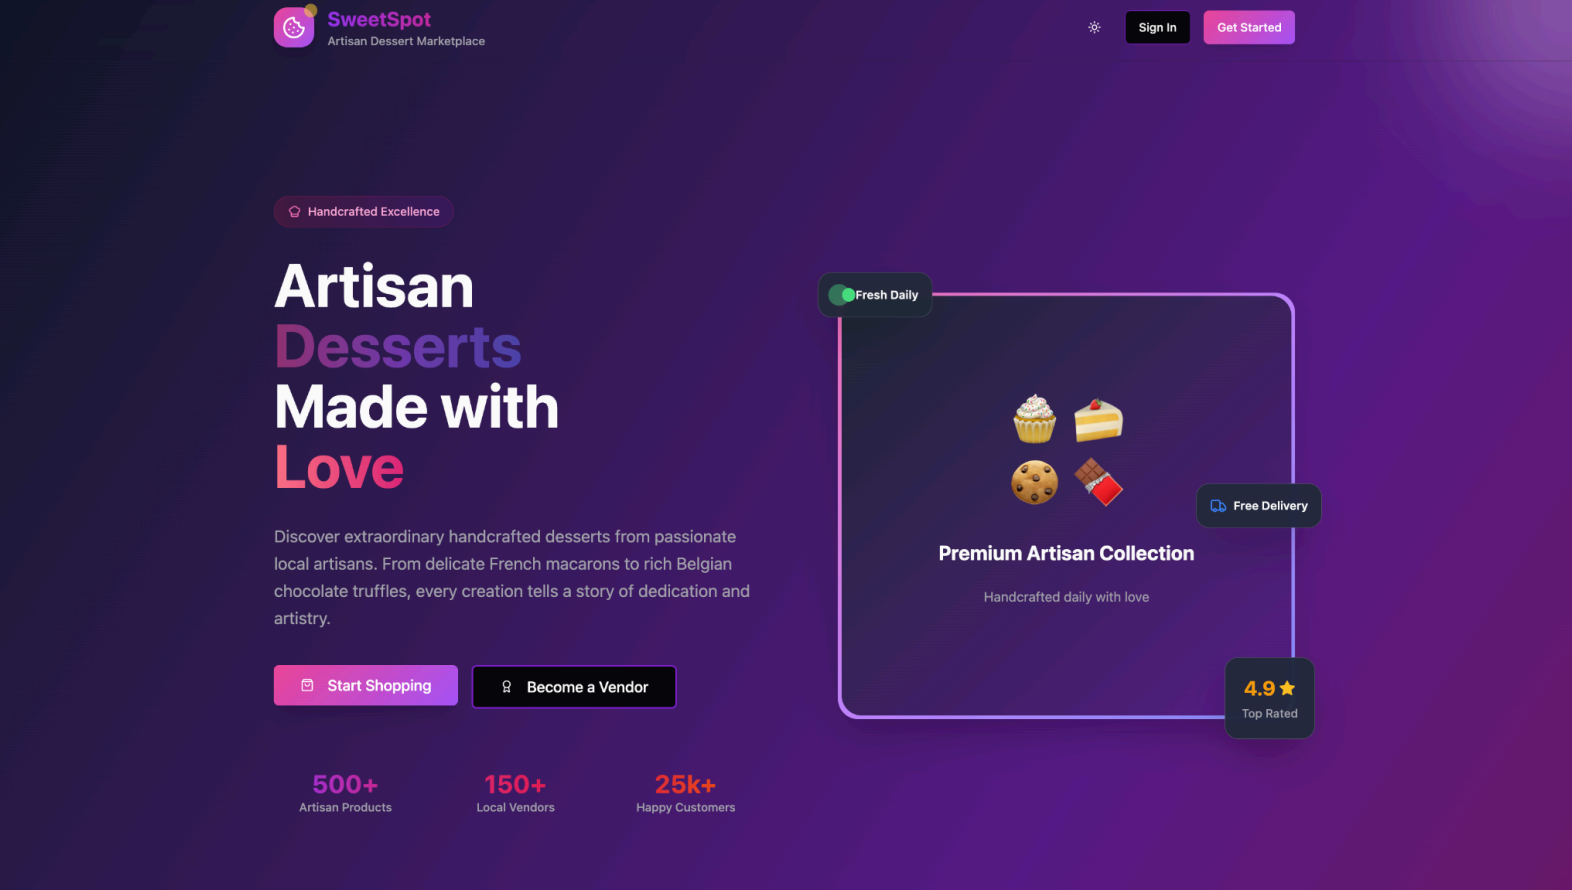 SweetSpot
Artisan Dessert Marketplace
Sign In
Get Started
Handcrafted Excellence
Artisan
Desserts
Made with
Love
Discover extraordinary handcrafted desserts from passionate
local artisans. From delicate French macarons to rich Belgian
chocolate truffles, every creation tells a story of dedication and
artistry.
Start Shopping
Become a Vendor
500+
Artisan Products
150+
Local Vendors
25k+
Happy Customers
Fresh Daily
Free Delivery
Premium Artisan Collection
Handcrafted daily with love
4.9
Top Rated